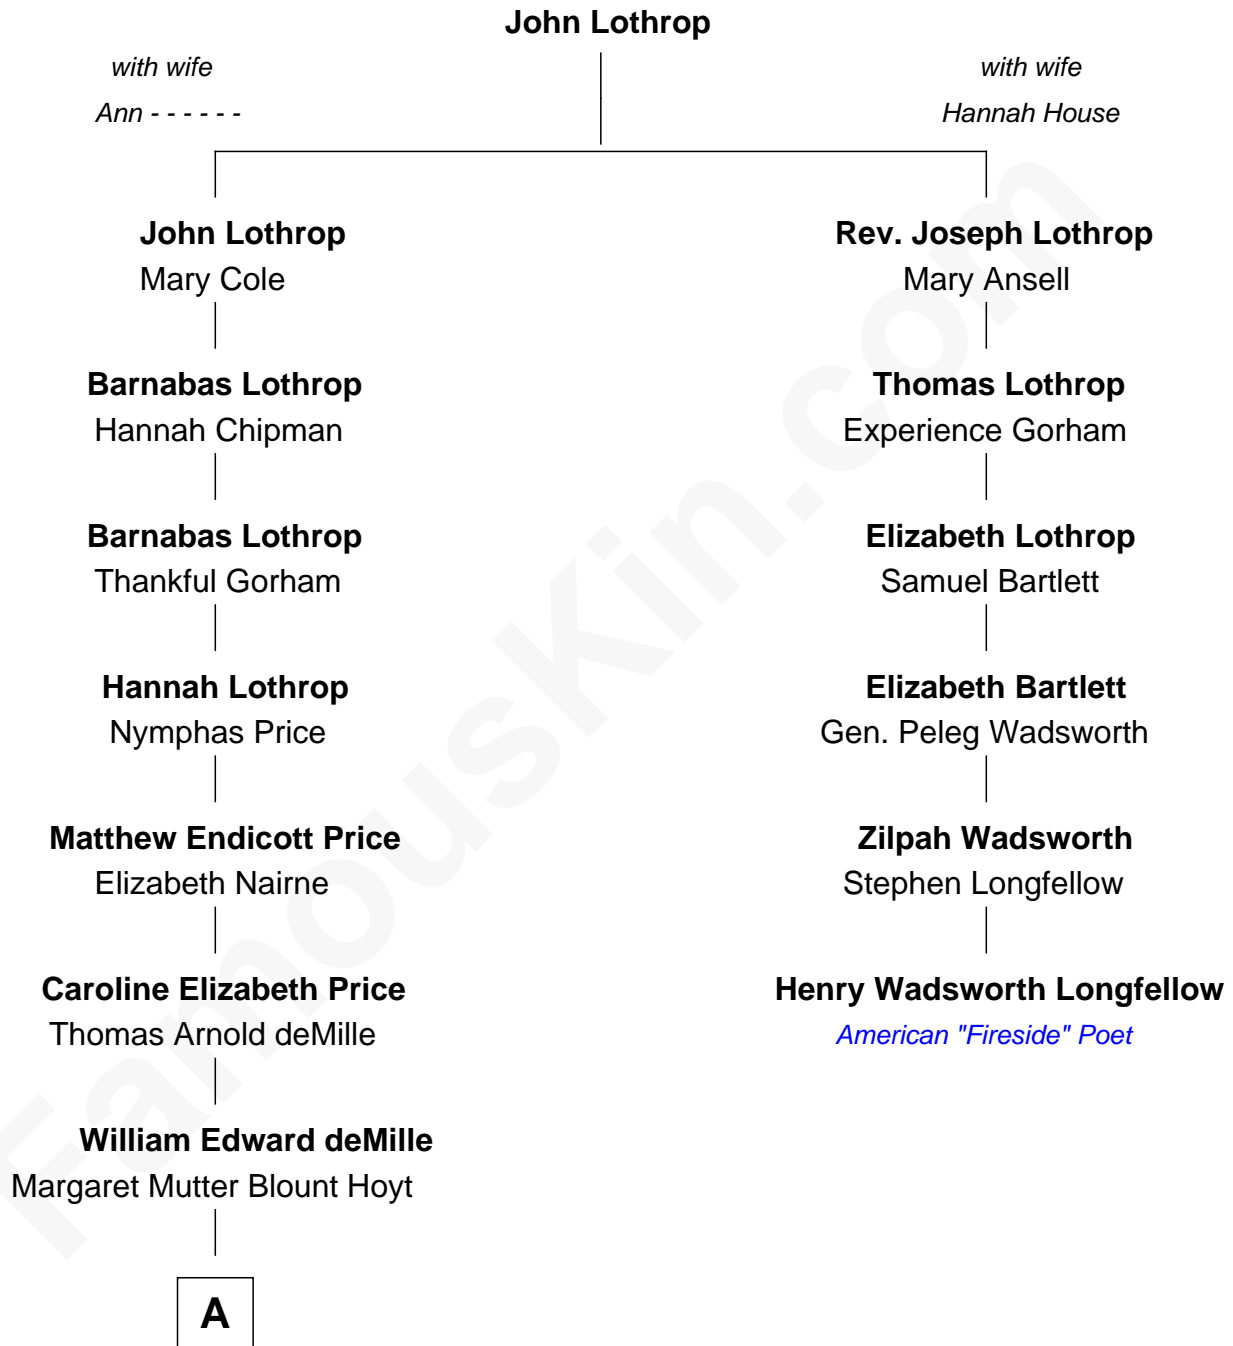 John Lothrop
with wife
Ann - - - - - -
with wife
Hannah House
John Lothrop
Mary Cole
Rev. Joseph Lothrop
Mary Ansell
Barnabas Lothrop
Hannah Chipman
Thomas Lothrop
Experience Gorham
Barnabas Lothrop
Thankful Gorham
Elizabeth Lothrop
Samuel Bartlett
Hannah Lothrop
Nymphas Price
Elizabeth Bartlett
Gen. Peleg Wadsworth
Matthew Endicott Price
Elizabeth Nairne
Zilpah Wadsworth
Stephen Longfellow
Caroline Elizabeth Price
Thomas Arnold deMille
Henry Wadsworth Longfellow
American "Fireside" Poet
William Edward deMille
Margaret Mutter Blount Hoyt
A
FamousKin.com